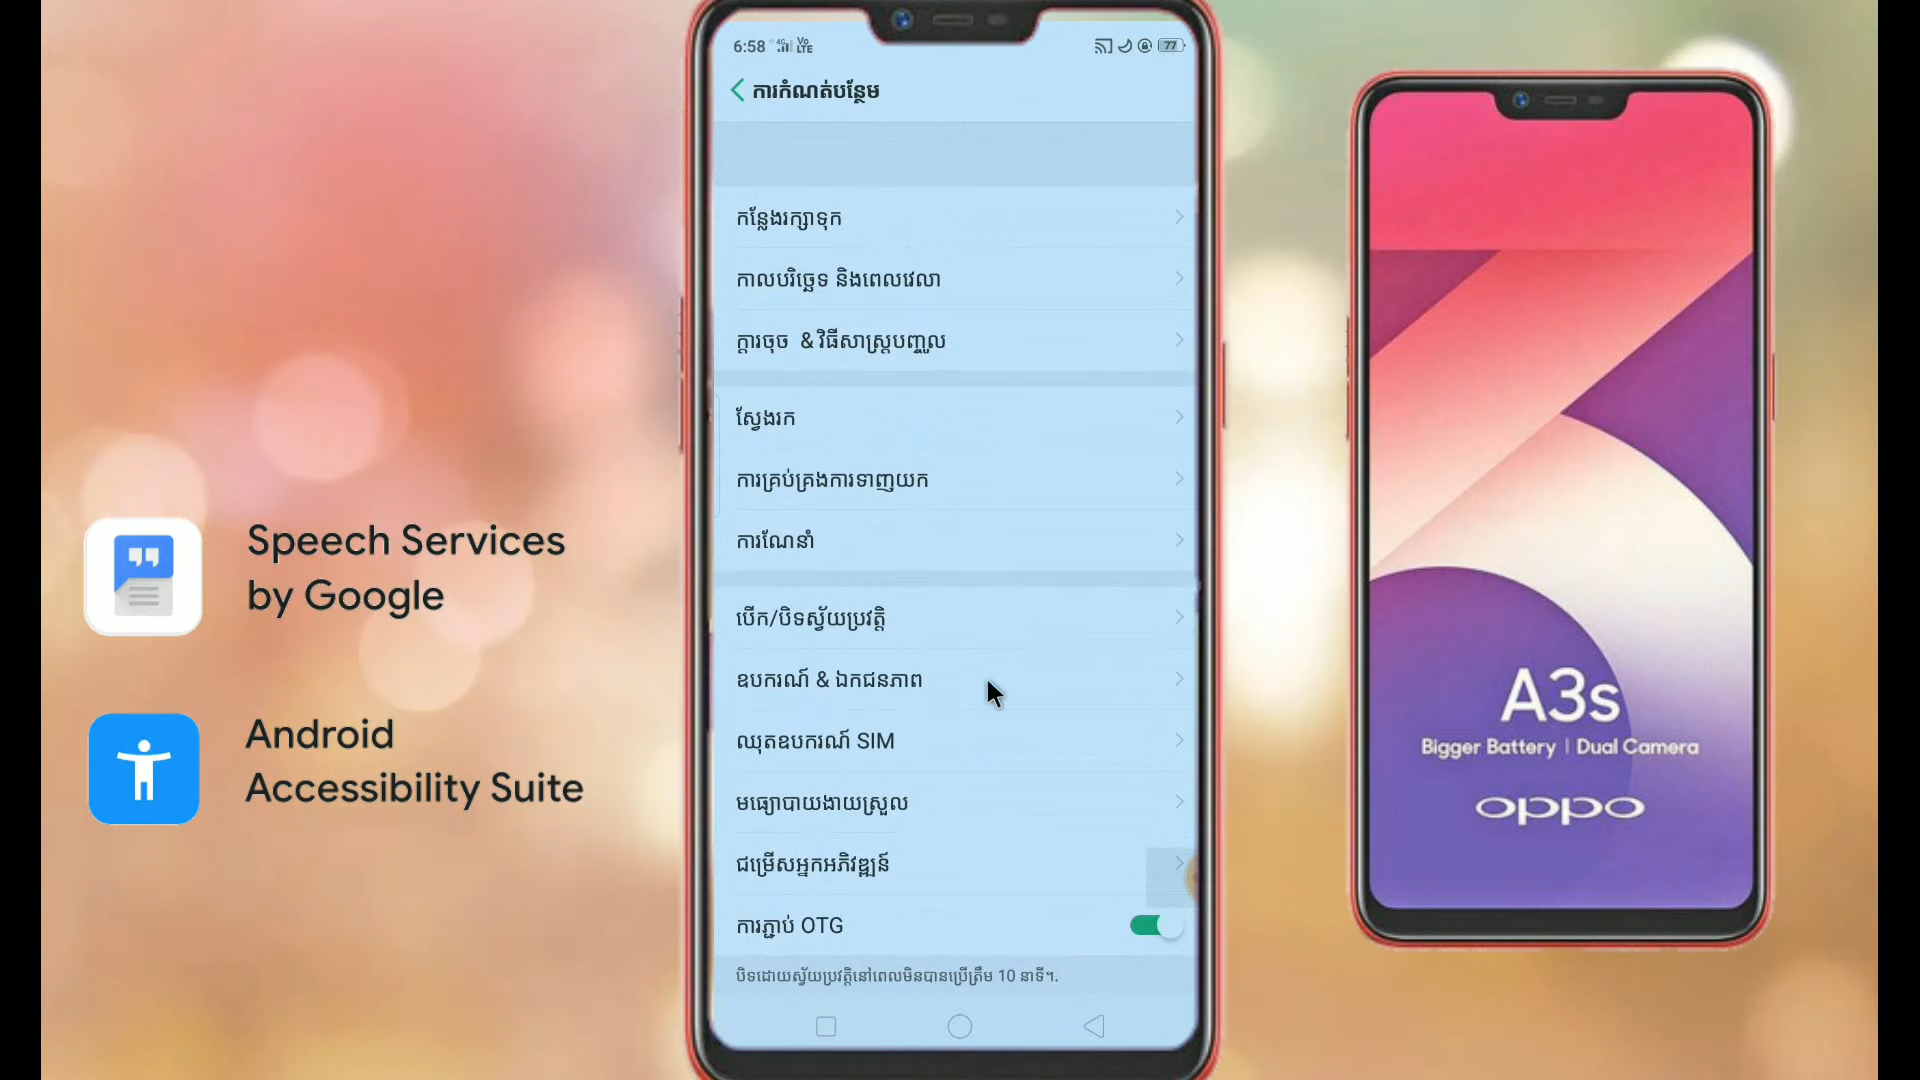 6:58 4G Vo LTE 77
ការកំណត់បន្ថែម
កន្លែងរក្សាទុក
កាលបរិច្ឆេទ និងពេលវេលា
ក្តារចុច & វិធីសាស្ត្របញ្ចូល
ស្វែងរក
ការគ្រប់គ្រងការទាញយក
ការណែនាំ
បើក/បិទស្វ័យប្រវត្តិ
ឧបករណ៍ & ឯកជនភាព
ឈុតឧបករណ៍ SIM
មធ្យោបាយងាយស្រួល
ជម្រើសអ្នកអភិវឌ្ឍន៍
ការភ្ជាប់ OTG
បិទដោយស្វ័យប្រវត្តិនៅពេលមិនបានប្រើត្រឹម 10 នាទី។.
Speech Services
by Google
Android
Accessibility Suite
A3s
Bigger Battery | Dual Camera
oppo